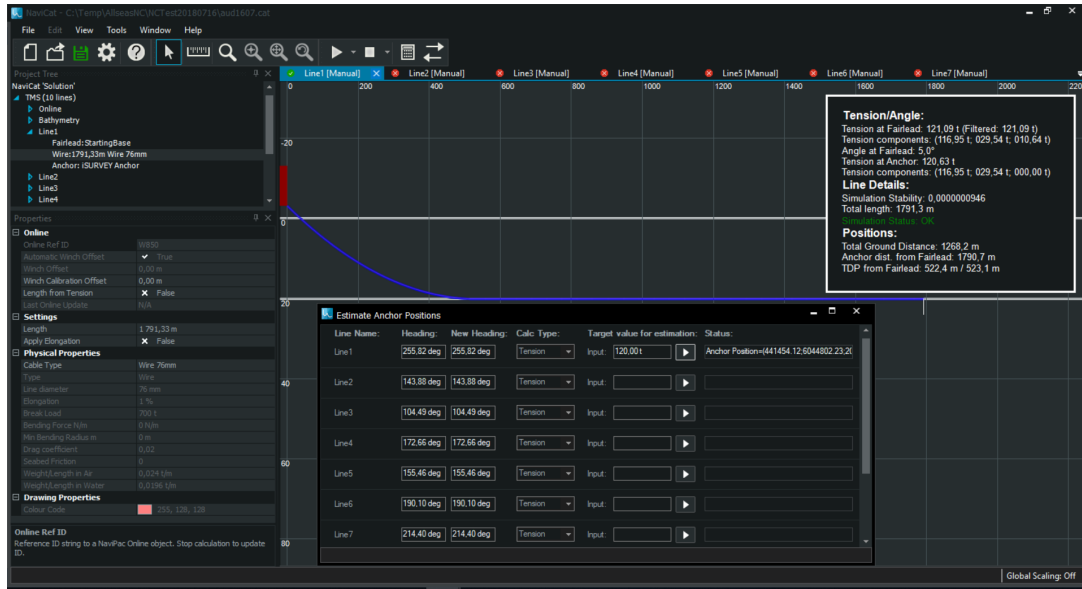 NaviCat - C:\Temp\AllseasNC\NCTest20180716\aud1607.cat
File Edit View Tools Window Help
Project Tree
NaviCat 'Solution'
TMS (10 lines)
Online
Bathymetry
Line1
Fairlead:StartingBase
Wire:1791,33m Wire 76mm
Anchor: iSURVEY Anchor
Line2
Line3
Line4
Properties
Online
Online Ref ID W850
Automatic Winch Offset True
Winch Offset 0,00 m
Winch Calibration Offset 0,00 m
Length from Tension False
Last Online Update N/A
Settings
Length 1 791,33 m
Apply Elongation False
Physical Properties
Cable Type Wire 76mm
Type Wire
Line diameter 76 mm
Elongation 1 %
Break Load 700 t
Bending Force N/m 0 N/m
Min Bending Radius m 0 m
Drag coefficient 0,02
Seabed Friction 0
Weight/Length in Air 0,024 t/m
Weight/Length in Water 0,0196 t/m
Drawing Properties
Colour Code 255, 128, 128
Online Ref ID
Reference ID string to a NaviPac Online object. Stop calculation to update
ID.
Line1 [Manual] Line2 [Manual] Line3 [Manual] Line4 [Manual] Line5 [Manual] Line6 [Manual] Line7 [Manual]
0 200 400 600 800 1000 1200 1400 1600 1800 2000 220
-20
0
20
40
60
80
Tension/Angle:
Tension at Fairlead: 121,09 t (Filtered: 121,09 t)
Tension components: (116,95 t; 029,54 t; 010,64 t)
Angle at Fairlead: 5,0°
Tension at Anchor: 120,63 t
Tension components: (116,95 t; 029,54 t; 000,00 t)
Line Details:
Simulation Stability: 0,0000000946
Total length: 1791,3 m
Simulation Status: OK
Positions:
Total Ground Distance: 1268,2 m
Anchor dist. from Fairlead: 1790,7 m
TDP from Fairlead: 522,4 m / 523,1 m
Estimate Anchor Positions
Line Name: Heading: New Heading: Calc Type: Target value for estimation: Status:
Line1 255,82 deg 255,82 deg Tension Input: 120,00 t Anchor Position=(441454.12;6044802.23;20
Line2 143,88 deg 143,88 deg Tension Input:
Line3 104,49 deg 104,49 deg Tension Input:
Line4 172,66 deg 172,66 deg Tension Input:
Line5 155,46 deg 155,46 deg Tension Input:
Line6 190,10 deg 190,10 deg Tension Input:
Line7 214,40 deg 214,40 deg Tension Input:
Global Scaling: Off